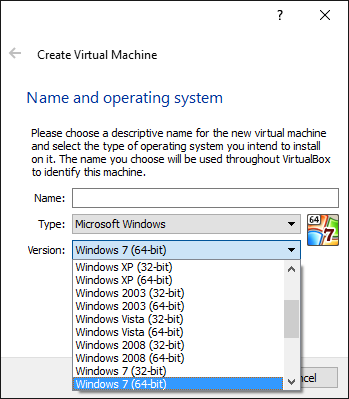 ?
Create Virtual Machine
Name and operating system
Please choose a descriptive name for the new virtual machine
and select the type of operating system you intend to install
on it. The name you choose will be used throughout VirtualBox
to identify this machine.
Name:
Type: Microsoft Windows
64
7
Version: Windows 7 (64-bit)
Windows XP (32-bit)
Windows XP (64-bit)
Windows 2003 (32-bit)
Windows 2003 (64-bit)
Windows Vista (32-bit)
Windows Vista (64-bit)
Windows 2008 (32-bit)
Windows 2008 (64-bit)
Windows 7 (32-bit)
Windows 7 (64-bit)